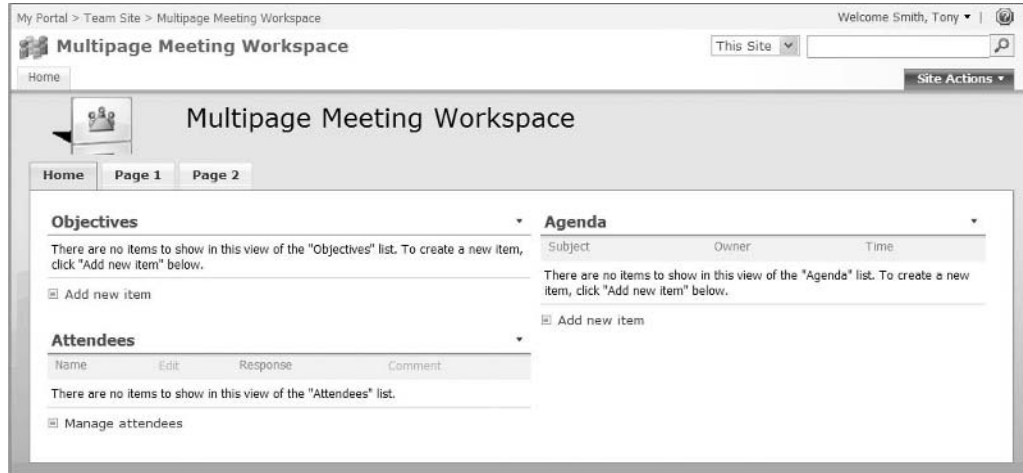 My Portal > Team Site > Multipage Meeting Workspace
Welcome Smith, Tony
Multipage Meeting Workspace
This Site
Home
Site Actions
Multipage Meeting Workspace
Home Page 1 Page 2
Objectives
There are no items to show in this view of the "Objectives" list. To create a new item,
click "Add new item" below.
Add new item
Attendees
Name Edit Response Comment
There are no items to show in this view of the "Attendees" list.
Manage attendees
Agenda
Subject Owner Time
There are no items to show in this view of the "Agenda" list. To create a new
item, click "Add new item" below.
Add new item